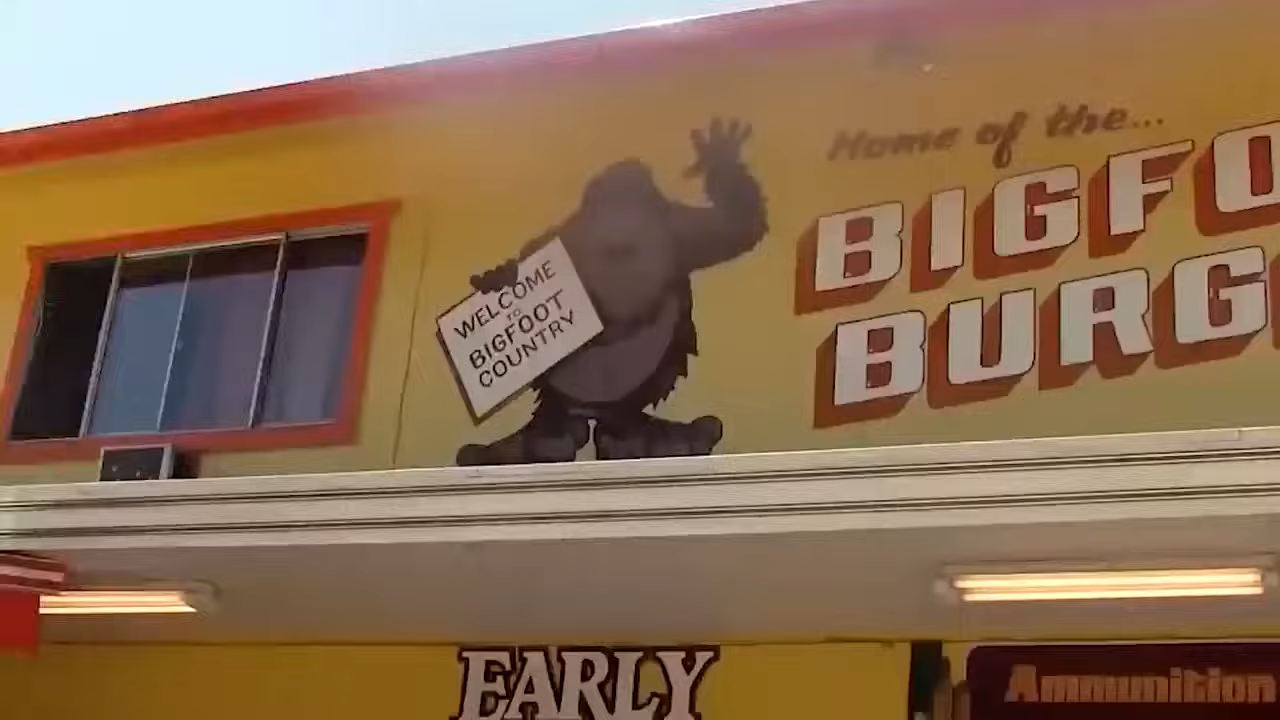 Home of the...
BIGFO
BURG
WELCOME
TO
BIGFOOT
COUNTRY
EARLY
Ammunition